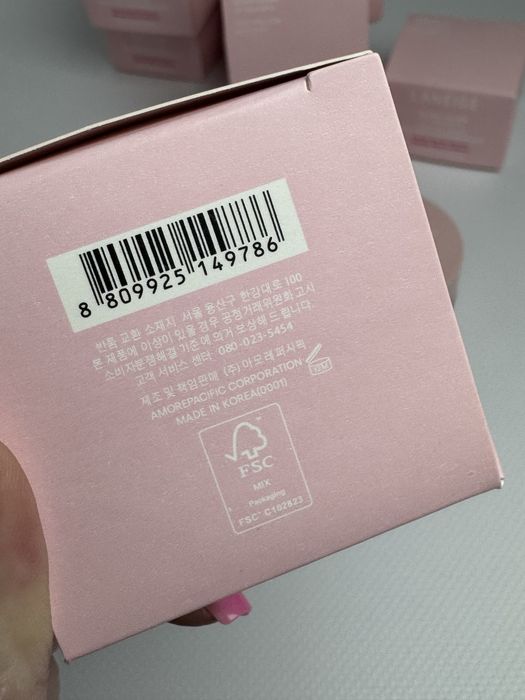 LANEIGE
8 809925 149786
반품 교환 소재지 서울 용산구 한강대로 100
본 제품에 이상이 있을 경우 공정거래위원회 고시
소비자분쟁해결기준에 의거 보상해 드립니다.
고객 서비스 센터 080-023-5454
제조 및 책임판매 (주)아모레퍼시픽
AMOREPACIFIC CORPORATION
12M
MADE IN KOREA(0001)
FSC
MIX
Packaging
FSC™ C102823